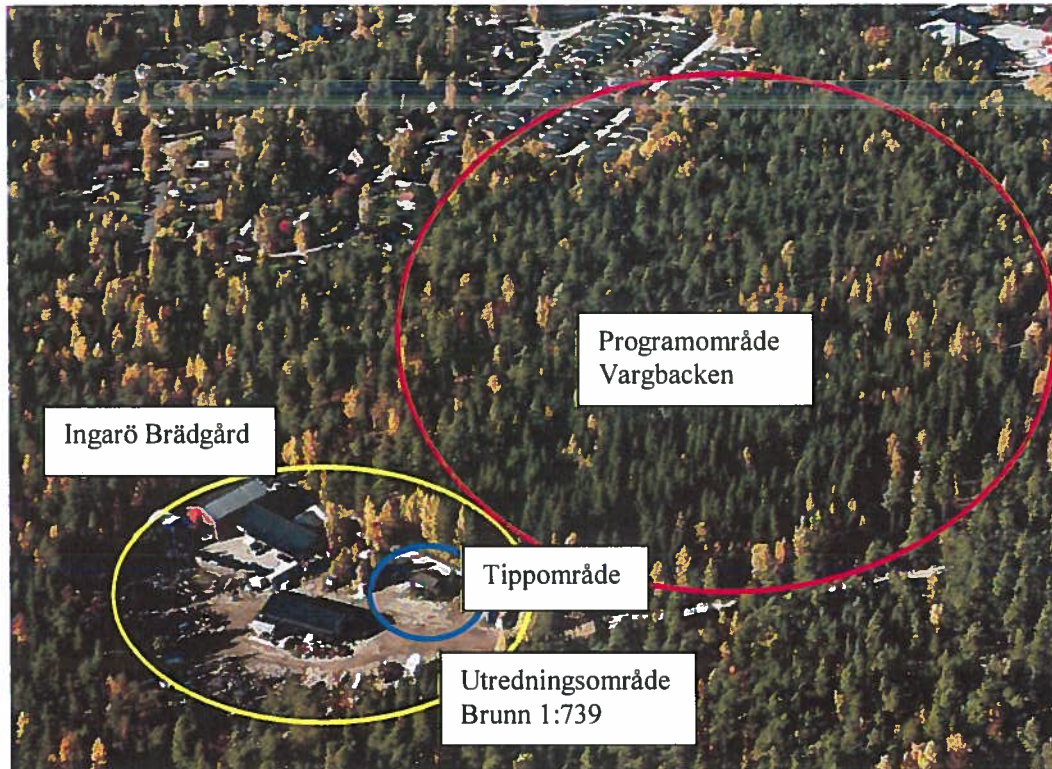 Programområde
Vargbacken
Ingarö Brädgård
Tippområde
Utredningsområde
Brunn 1:739